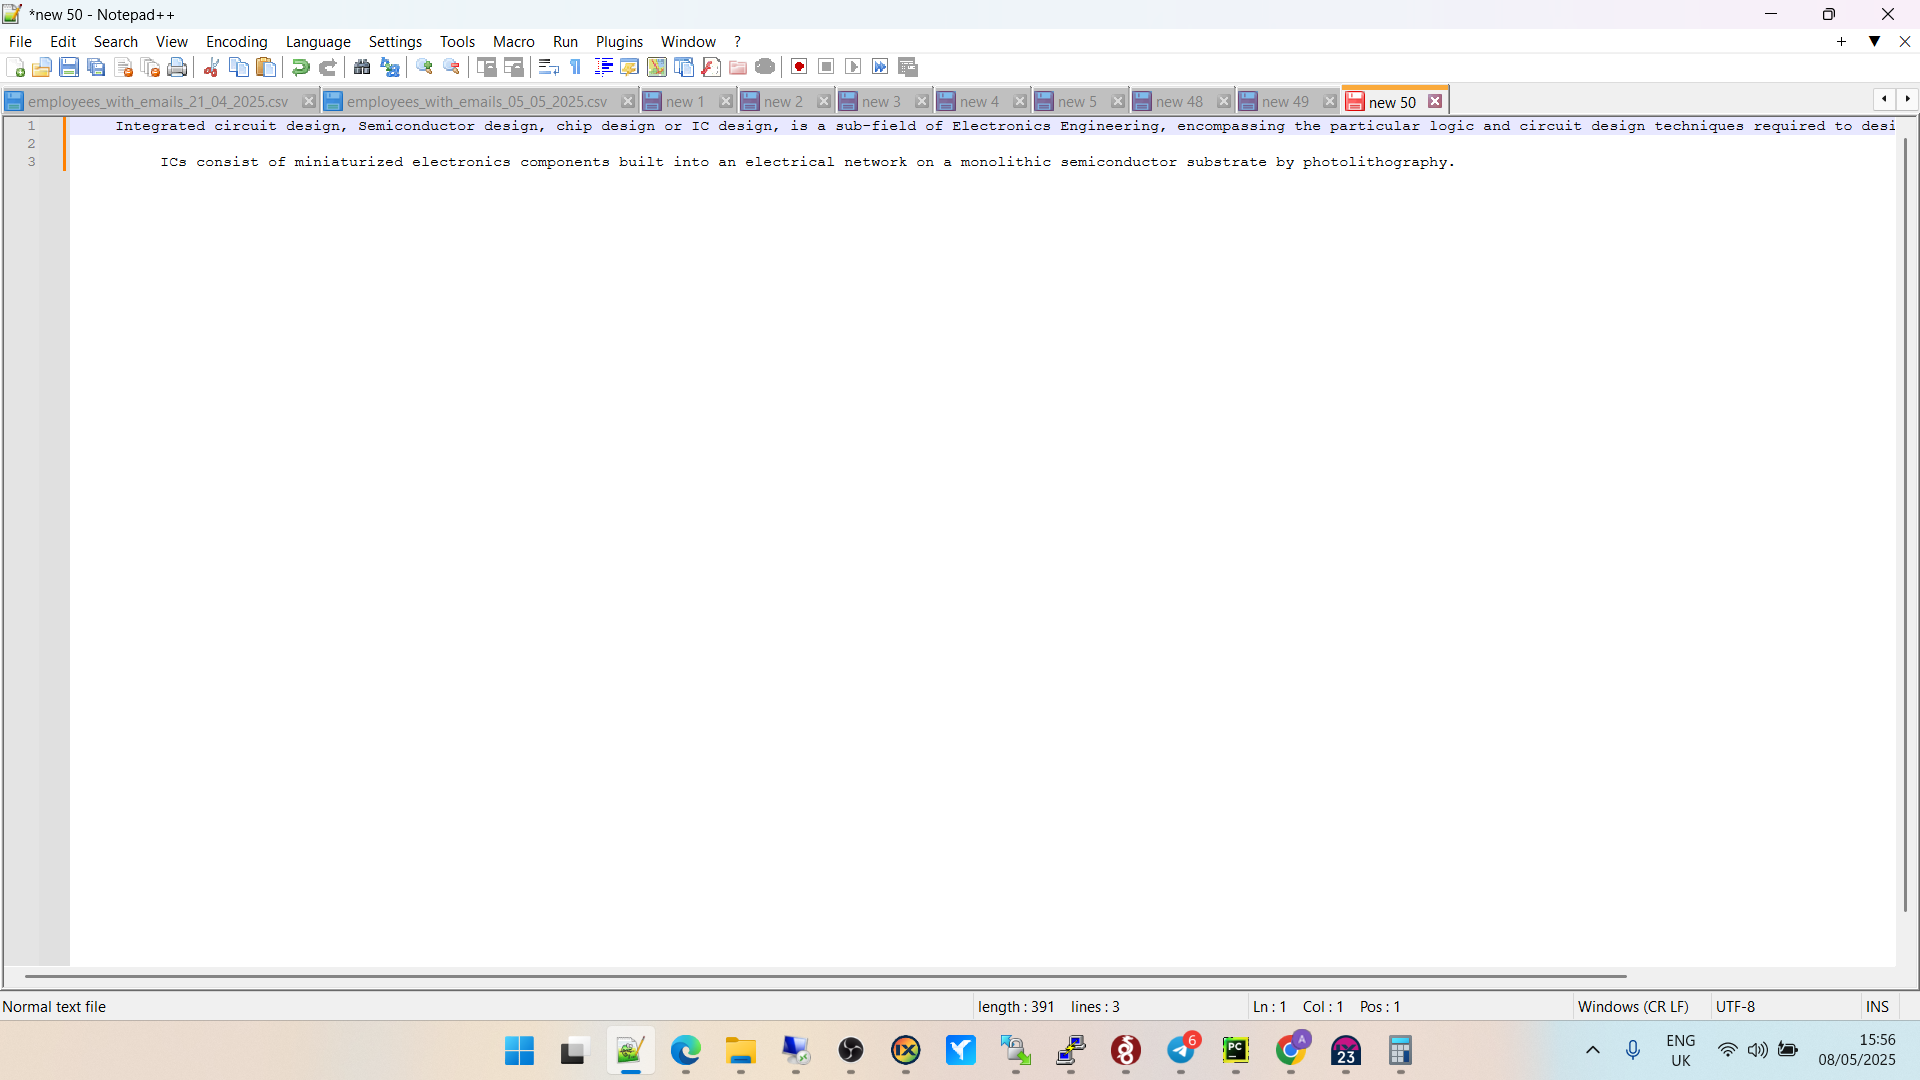 *new 50 - Notepad++
File Edit Search View Encoding Language Settings Tools Macro Run Plugins Window ?
employees_with_emails_21_04_2025.csv employees_with_emails_05_05_2025.csv new 1 new 2 new 3 new 4 new 5 new 48 new 49 new 50
1 Integrated circuit design, Semiconductor design, chip design or IC design, is a sub-field of Electronics Engineering, encompassing the particular logic and circuit design techniques required to desi
2
3 ICs consist of miniaturized electronics components built into an electrical network on a monolithic semiconductor substrate by photolithography.
Normal text file length : 391 lines : 3 Ln : 1 Col : 1 Pos : 1 Windows (CR LF) UTF-8 INS
IX PC 6 A 23
ENG 15:56
UK 08/05/2025